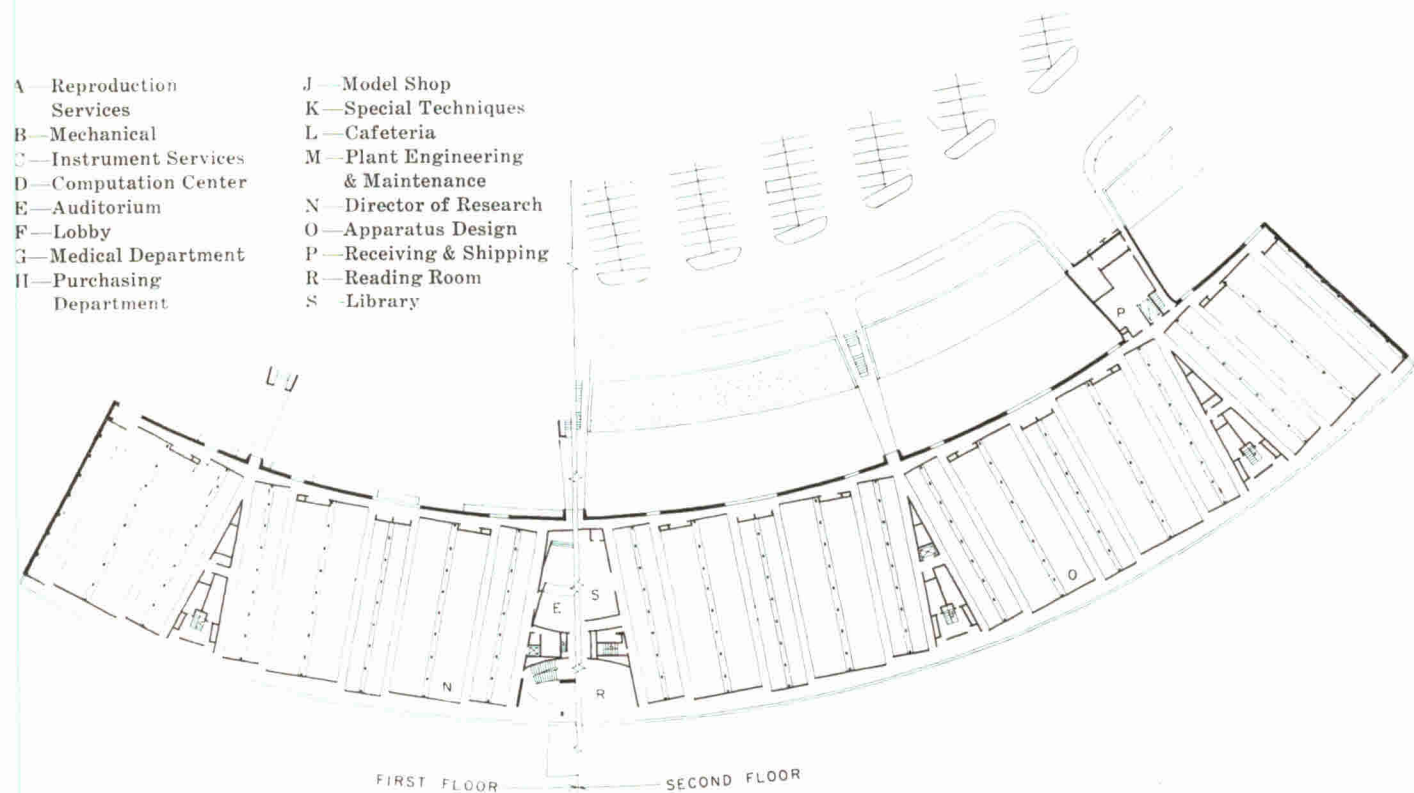 A—Reproduction
Services
B—Mechanical
C—Instrument Services
D—Computation Center
E—Auditorium
F—Lobby
G—Medical Department
H—Purchasing
Department
J—Model Shop
K—Special Techniques
L—Cafeteria
M—Plant Engineering
& Maintenance
N—Director of Research
O—Apparatus Design
P—Receiving & Shipping
R—Reading Room
S—Library
P
O
S
E
N
R
FIRST FLOOR
SECOND FLOOR